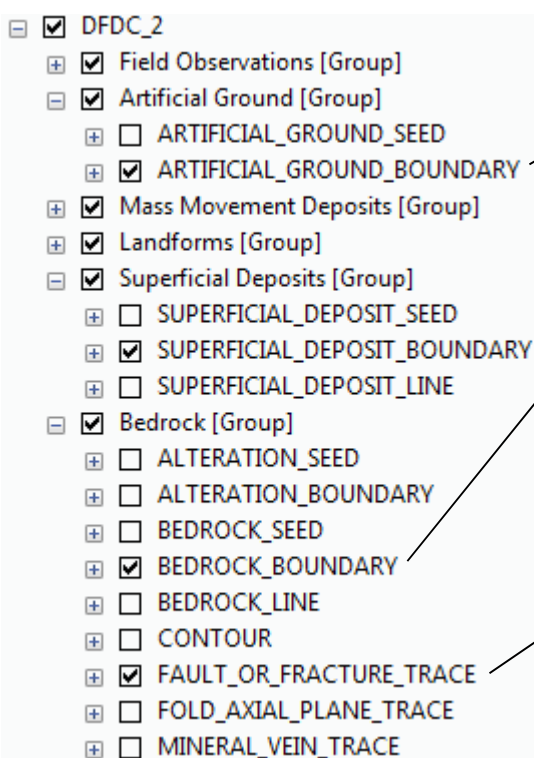 DFDC_2
Field Observations [Group]
Artificial Ground [Group]
ARTIFICIAL_GROUND_SEED
ARTIFICIAL_GROUND_BOUNDARY
Mass Movement Deposits [Group]
Landforms [Group]
Superficial Deposits [Group]
SUPERFICIAL_DEPOSIT_SEED
SUPERFICIAL_DEPOSIT_BOUNDARY
SUPERFICIAL_DEPOSIT_LINE
Bedrock [Group]
ALTERATION_SEED
ALTERATION_BOUNDARY
BEDROCK_SEED
BEDROCK_BOUNDARY
BEDROCK_LINE
CONTOUR
FAULT_OR_FRACTURE_TRACE
FOLD_AXIAL_PLANE_TRACE
MINERAL_VEIN_TRACE